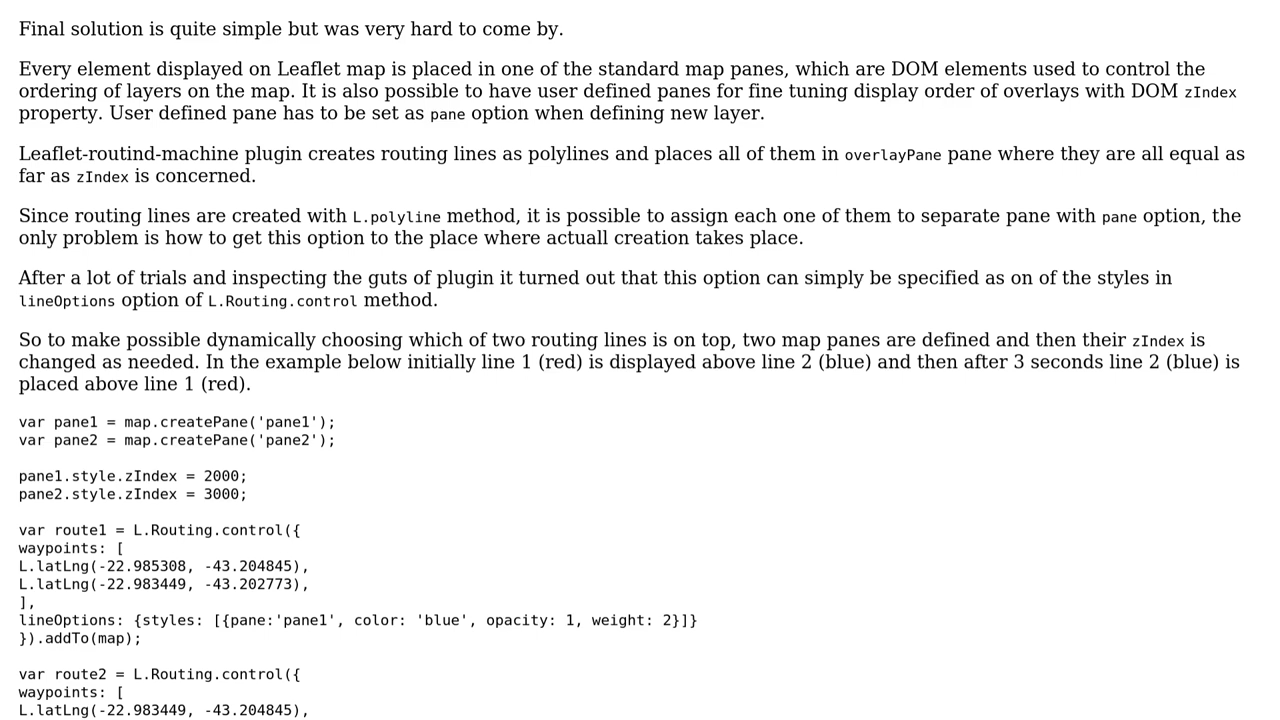 Final solution is quite simple but was very hard to come by.
Every element displayed on Leaflet map is placed in one of the standard map panes, which are DOM elements used to control the
ordering of layers on the map. It is also possible to have user defined panes for fine tuning display order of overlays with DOM zIndex
property. User defined pane has to be set as pane option when defining new layer.
Leaflet-routind-machine plugin creates routing lines as polylines and places all of them in overlayPane pane where they are all equal as
far as zIndex is concerned.
Since routing lines are created with L.polyline method, it is possible to assign each one of them to separate pane with pane option, the
only problem is how to get this option to the place where actuall creation takes place.
After a lot of trials and inspecting the guts of plugin it turned out that this option can simply be specified as on of the styles in
lineOptions option of L.Routing.control method.
So to make possible dynamically choosing which of two routing lines is on top, two map panes are defined and then their zIndex is
changed as needed. In the example below initially line 1 (red) is displayed above line 2 (blue) and then after 3 seconds line 2 (blue) is
placed above line 1 (red).
var pane1 = map.createPane('pane1');
var pane2 = map.createPane('pane2');
pane1.style.zIndex = 2000;
pane2.style.zIndex = 3000;
var route1 = L.Routing.control({
waypoints: [
L.latLng(-22.985308, -43.204845),
L.latLng(-22.983449, -43.202773),
],
lineOptions: {styles: [{pane:'pane1', color: 'blue', opacity: 1, weight: 2}]}
}).addTo(map);
var route2 = L.Routing.control({
waypoints: [
L.latLng(-22.983449, -43.204845),